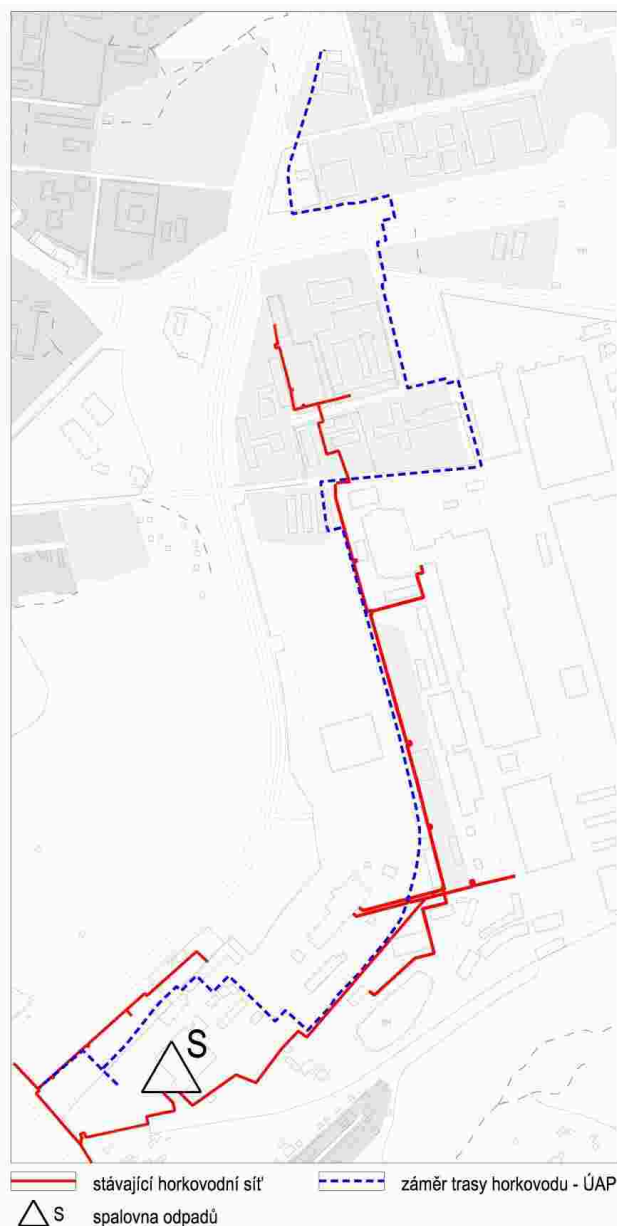 S
stávající horkovodní síť
záměr trasy horkovodu - ÚAP
S
spalovna odpadů